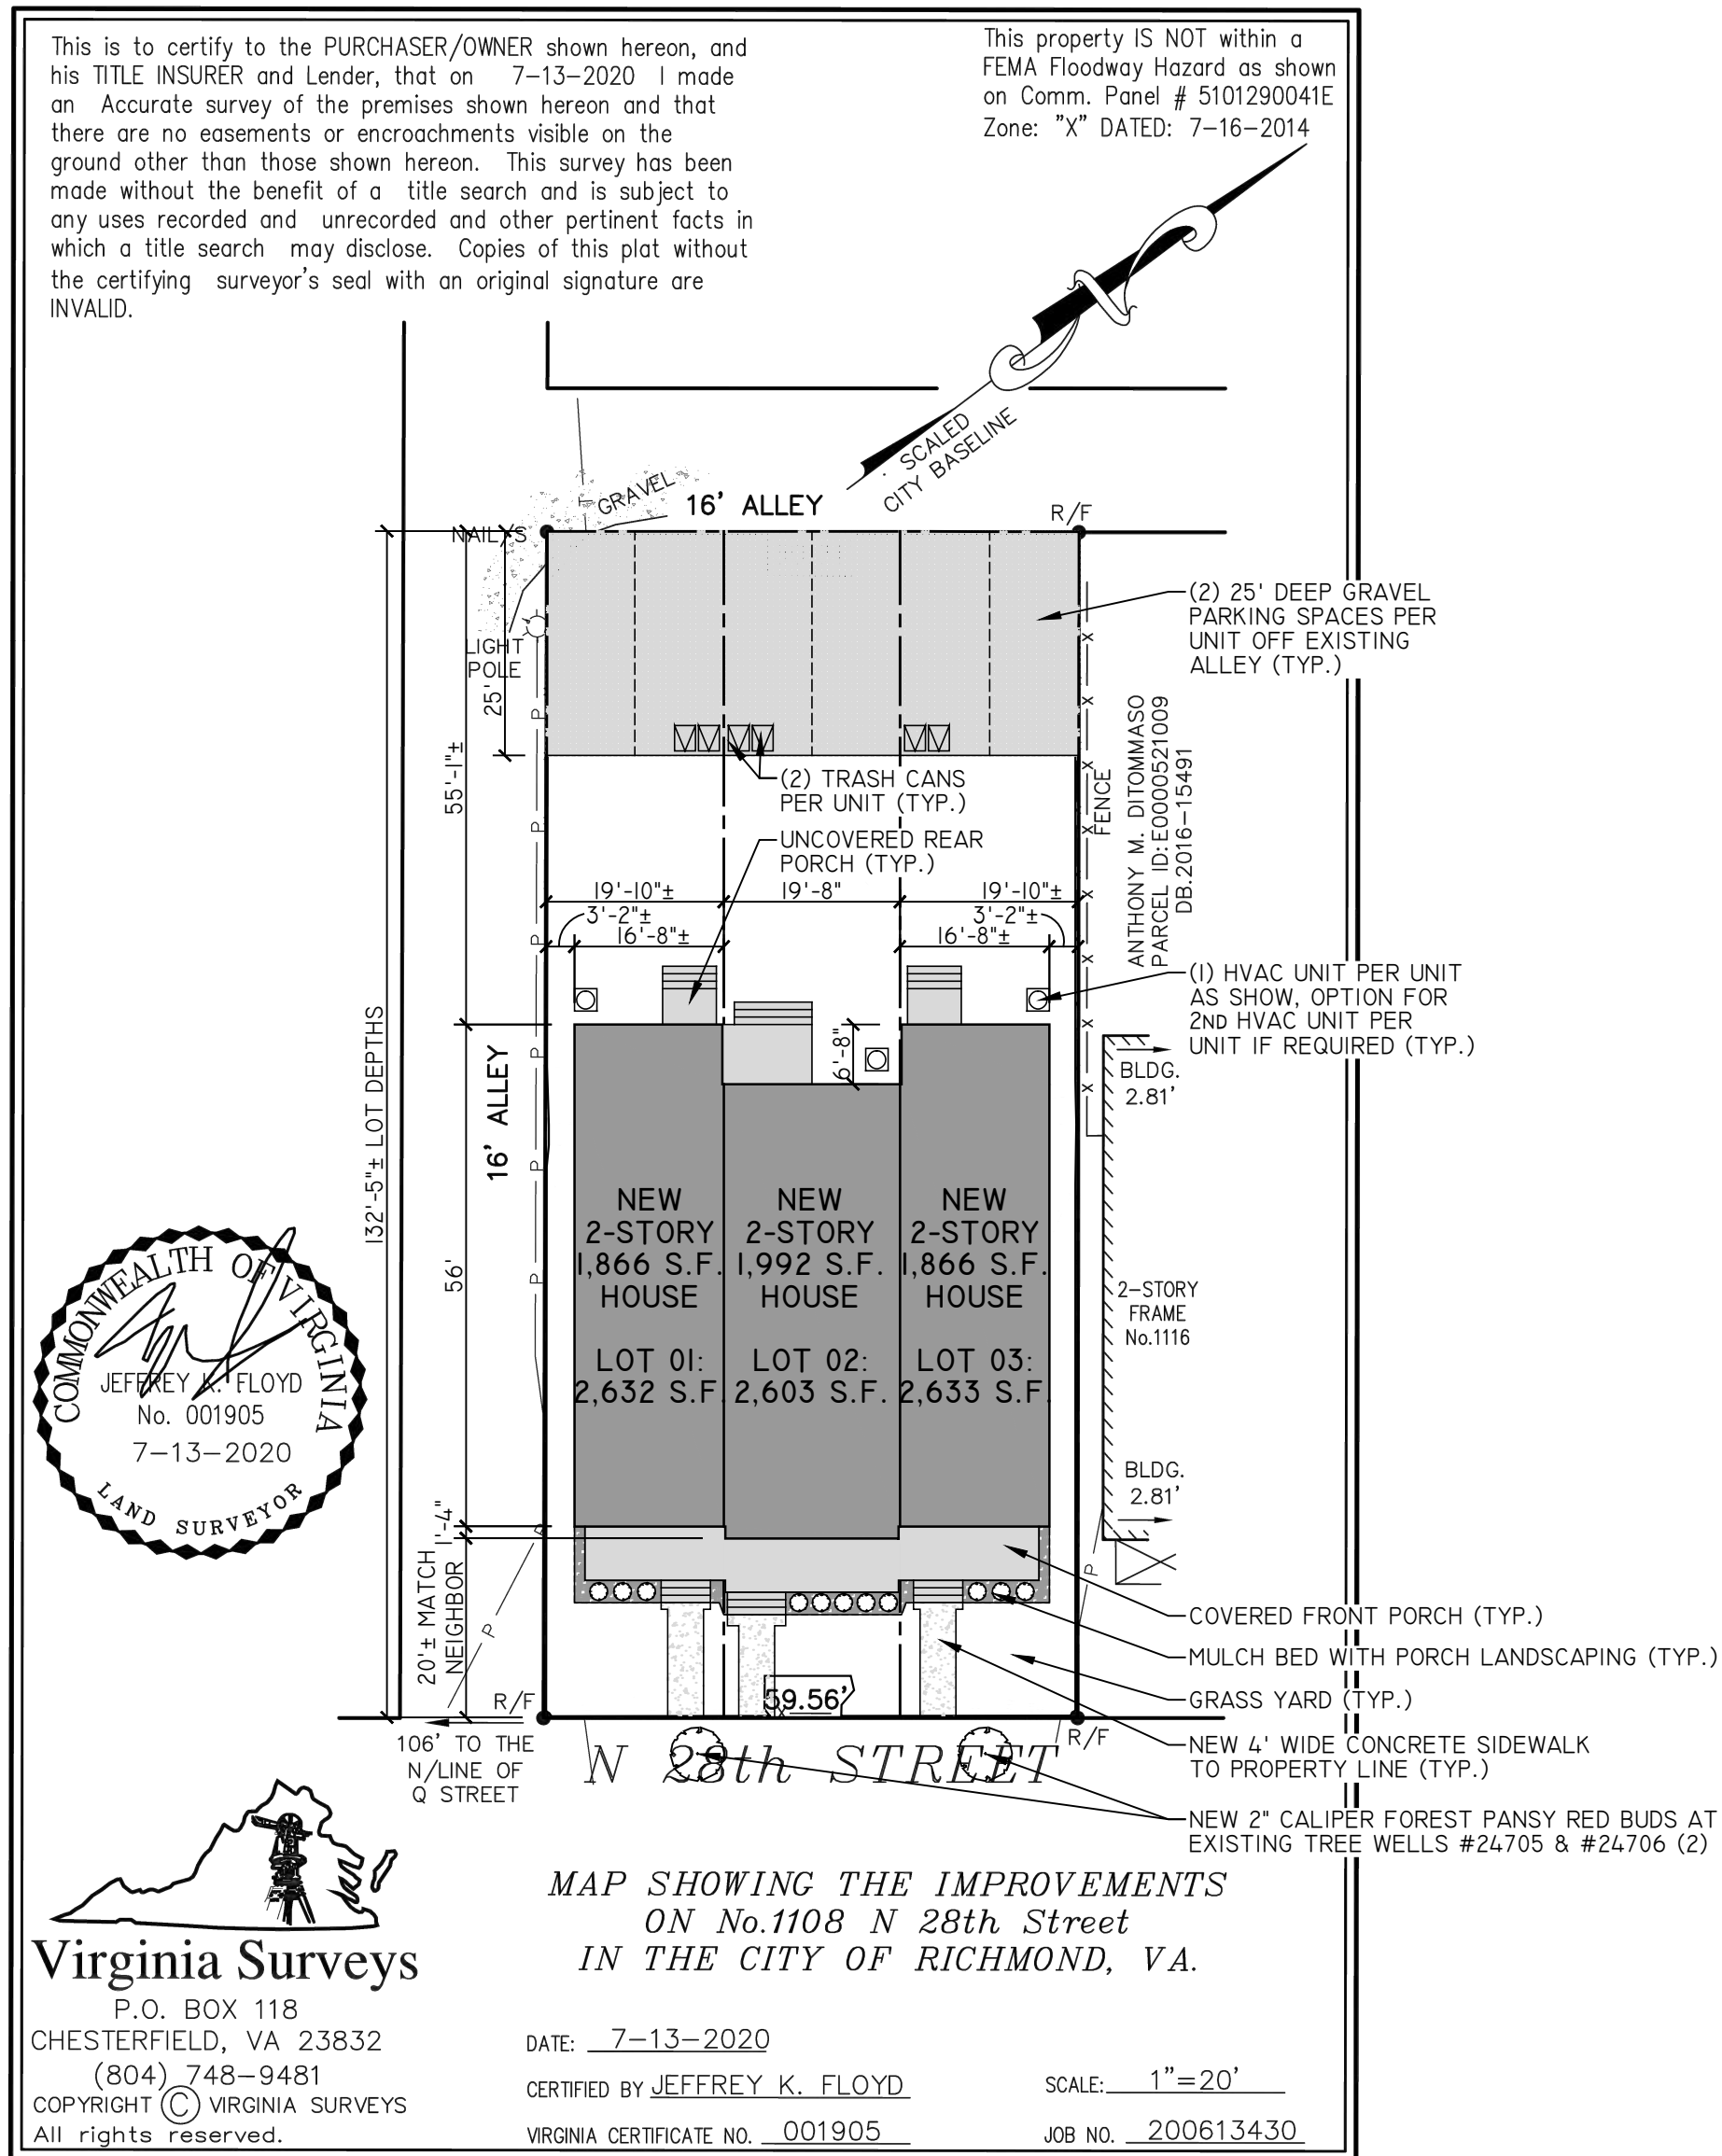 This is to certify to the PURCHASER/OWNER shown hereon, and
his TITLE INSURER and Lender, that on 7-13-2020 I made
an Accurate survey of the premises shown hereon and that
there are no easements or encroachments visible on the
ground other than those shown hereon. This survey has been
made without the benefit of a title search and is subject to
any uses recorded and unrecorded and other pertinent facts in
which a title search may disclose. Copies of this plat without
the certifying surveyor's seal with an original signature are
INVALID.
This property IS NOT within a
FEMA Floodway Hazard as shown
on Comm. Panel # 5101290041E
Zone: "X" DATED: 7-16-2014
SCALED
CITY BASELINE
GRAVEL
16' ALLEY
R/F
NAIL/S
LIGHT
POLE
25'
55'-1"±
(2) 25' DEEP GRAVEL
PARKING SPACES PER
UNIT OFF EXISTING
ALLEY (TYP.)
(2) TRASH CANS
PER UNIT (TYP.)
UNCOVERED REAR
PORCH (TYP.)
FENCE
ANTHONY M. DITOMMASO
PARCEL ID:E0000521009
DB.2016-15491
19'-10"±
19'-8"
19'-10"±
3'-2"±
3'-2"±
16'-8"±
16'-8"±
(1) HVAC UNIT PER UNIT
AS SHOW, OPTION FOR
2ND HVAC UNIT PER
UNIT IF REQUIRED (TYP.)
6'-8"
132'-5"± LOT DEPTHS
16' ALLEY
56'
BLDG.
2.81'
NEW
2-STORY
1,866 S.F.
HOUSE
LOT 01:
2,632 S.F.
NEW
2-STORY
1,992 S.F.
HOUSE
LOT 02:
2,603 S.F.
NEW
2-STORY
1,866 S.F.
HOUSE
LOT 03:
2,633 S.F.
2-STORY
FRAME
No.1116
BLDG.
2.81'
COMMONWEALTH OF VIRGINIA
JEFFREY K. FLOYD
No. 001905
7-13-2020
LAND SURVEYOR
1'-4"
20'± MATCH
NEIGHBOR
P
P
P
P
P
P
P
P
P
P
X
X
X
X
X
X
X
X
X
COVERED FRONT PORCH (TYP.)
MULCH BED WITH PORCH LANDSCAPING (TYP.)
GRASS YARD (TYP.)
NEW 4' WIDE CONCRETE SIDEWALK
TO PROPERTY LINE (TYP.)
NEW 2" CALIPER FOREST PANSY RED BUDS AT
EXISTING TREE WELLS #24705 & #24706 (2)
59.56'
R/F
R/F
106' TO THE
N/LINE OF
Q STREET
N 28th STREET
MAP SHOWING THE IMPROVEMENTS
ON No.1108 N 28th Street
IN THE CITY OF RICHMOND, VA.
Virginia Surveys
P.O. BOX 118
CHESTERFIELD, VA 23832
(804) 748-9481
COPYRIGHT © VIRGINIA SURVEYS
All rights reserved.
DATE: 7-13-2020
CERTIFIED BY JEFFREY K. FLOYD
SCALE: 1"=20'
VIRGINIA CERTIFICATE NO. 001905
JOB NO. 200613430